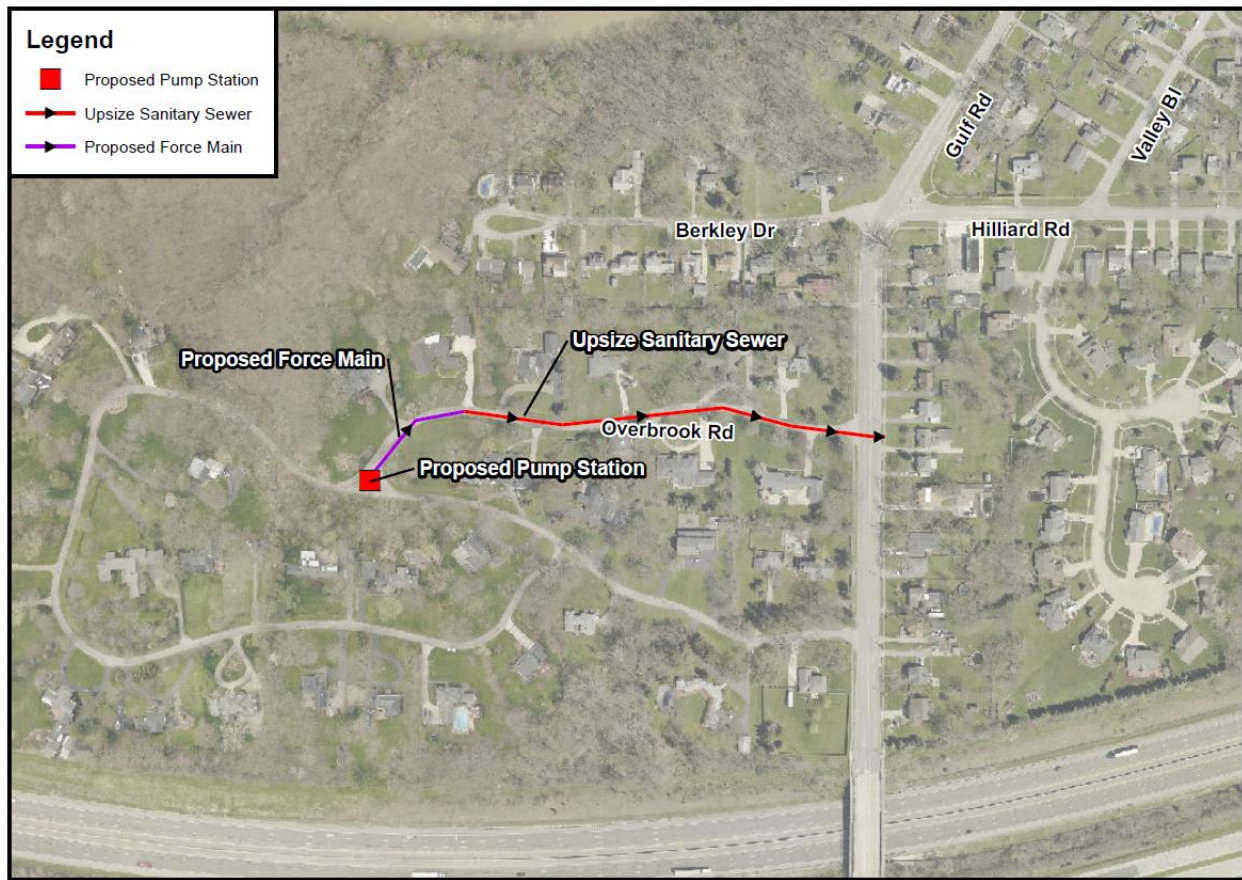 Legend
Proposed Pump Station
Upsize Sanitary Sewer
Proposed Force Main
Gulf Rd
Valley Bl
Berkley Dr
Hilliard Rd
Upsize Sanitary Sewer
Proposed Force Main
Overbrook Rd
Proposed Pump Station